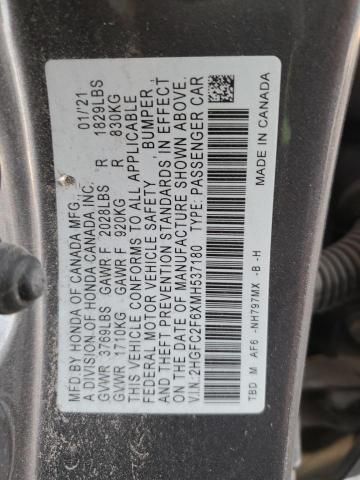 MFD BY HONDA OF CANADA MFG., 01/21
A DIVISION OF HONDA CANADA INC.
GVWR 3769LBS GAWR F 2028LBS R 1829LBS
GVWR 1710KG GAWR F 920KG R 830KG
THIS VEHICLE CONFORMS TO ALL APPLICABLE
FEDERAL MOTOR VEHICLE SAFETY BUMPER,
AND THEFT PREVENTION STANDARDS, IN EFFECT
ON THE DATE OF MANUFACTURE SHOWN ABOVE.
V.I.N.:2HGFC2F6XMH537180 TYPE: PASSENGER CAR
TBD M AF6 -NH797MX -B -H
MADE IN CANADA